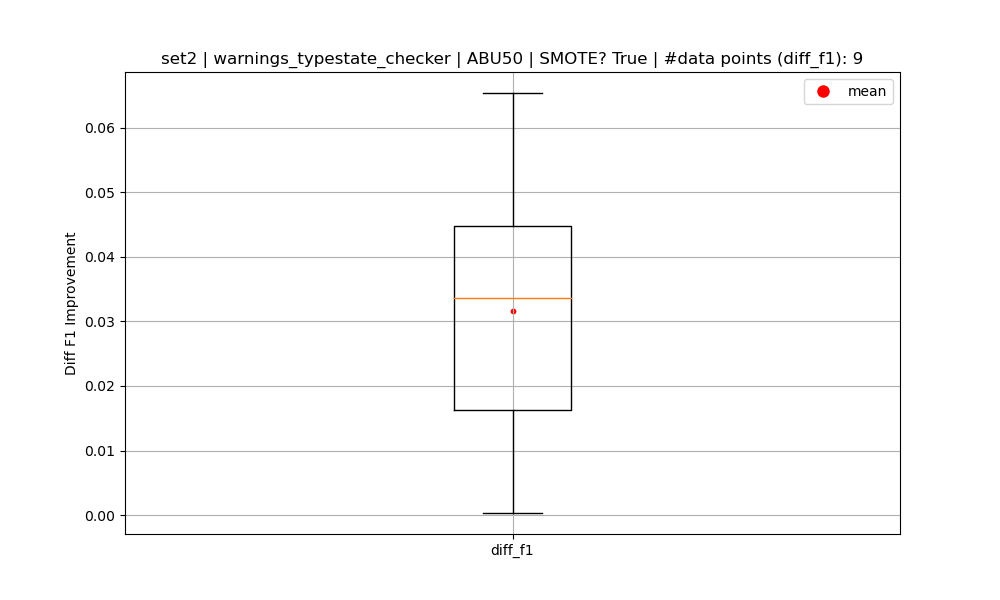 set2 | warnings_typestate_checker | ABU50 | SMOTE? True | #data points (diff_f1): 9
mean
0.06
0.05
0.04
0.03
0.02
0.01
0.00
Diff F1 Improvement
diff_f1